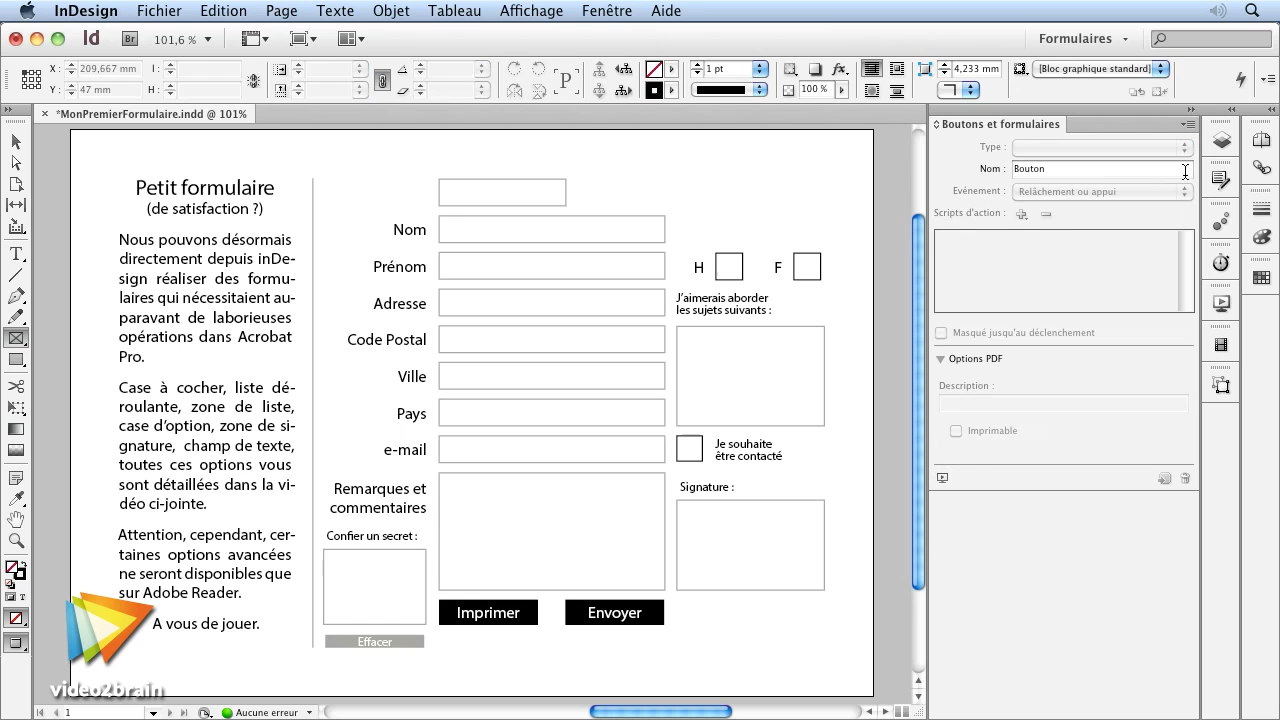 InDesign Fichier Edition Page Texte Objet Tableau Affichage Fenêtre Aide
Id Br 101,6 % Formulaires
X : 209,667 mm L : 1 pt fx. 4,233 mm [Bloc graphique standard]
Y : 47 mm H : P 100 %
*MonPremierFormulaire.indd @ 101%
Petit formulaire
(de satisfaction ?)
Nous pouvons désormais
directement depuis inDe-
sign réaliser des formu-
laires qui nécessitaient au-
paravant de laborieuses
opérations dans Acrobat
Pro.
Case à cocher, liste dé-
roulante, zone de liste,
case d’option, zone de si-
gnature, champ de texte,
toutes ces options vous
sont détaillées dans la vi-
déo ci-jointe.
Attention, cependant, cer-
taines options avancées
ne seront disponibles que
sur Adobe Reader.
A vous de jouer.
video2brain
Nom
Prénom
Adresse
Code Postal
Ville
Pays
e-mail
Remarques et
commentaires
Confier un secret :
Effacer
Imprimer
Envoyer
H F
J’aimerais aborder
les sujets suivants :
Je souhaite
être contacté
Signature :
Boutons et formulaires
Type :
Nom : Bouton
Evénement : Relâchement ou appui
Scripts d'action :
Masqué jusqu'au déclenchement
Options PDF
Description :
Imprimable
1 Aucune erreur